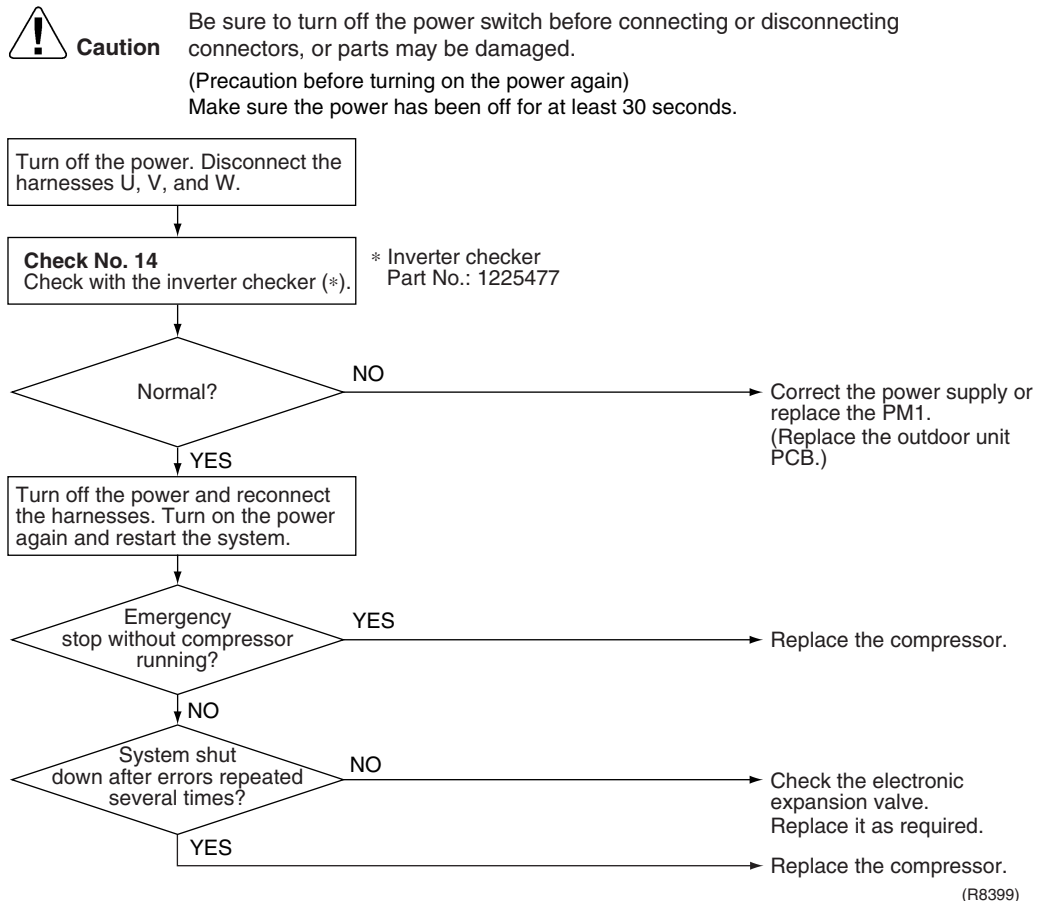 Caution
Be sure to turn off the power switch before connecting or disconnecting
connectors, or parts may be damaged.
(Precaution before turning on the power again)
Make sure the power has been off for at least 30 seconds.
Turn off the power. Disconnect the
harnesses U, V, and W.
Check No. 14
Check with the inverter checker (*).
* Inverter checker
Part No.: 1225477
Normal?
NO
Correct the power supply or
replace the PM1.
(Replace the outdoor unit
PCB.)
YES
Turn off the power and reconnect
the harnesses. Turn on the power
again and restart the system.
Emergency
stop without compressor
running?
YES
Replace the compressor.
NO
System shut
down after errors repeated
several times?
NO
Check the electronic
expansion valve.
Replace it as required.
YES
Replace the compressor.
(R8399)